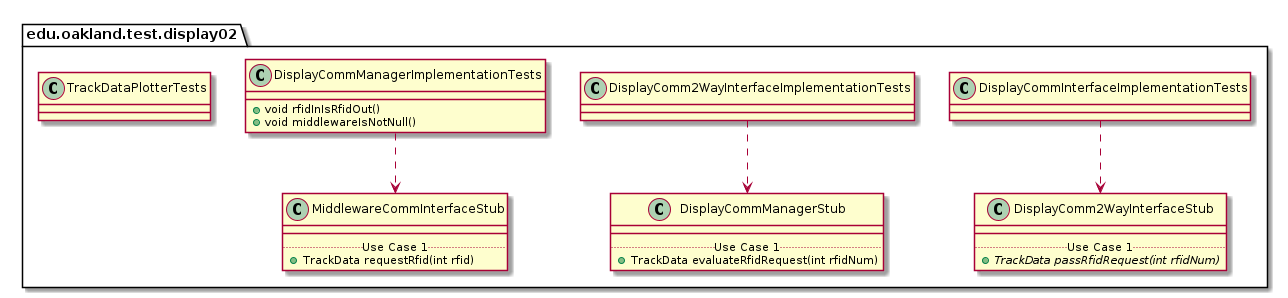 edu.oakland.test.display02
C TrackDataPlotterTests
C DisplayCommManagerImplementationTests
void rfidInIsRfidOut()
void middlewareIsNotNull()
C DisplayComm2WayInterfaceImplementationTests
C DisplayCommInterfaceImplementationTests
C MiddlewareCommInterfaceStub
Use Case 1
TrackData requestRfid(int rfid)
C DisplayCommManagerStub
Use Case 1
TrackData evaluateRfidRequest(int rfidNum)
C DisplayComm2WayInterfaceStub
Use Case 1
TrackData passRfidRequest(int rfidNum)